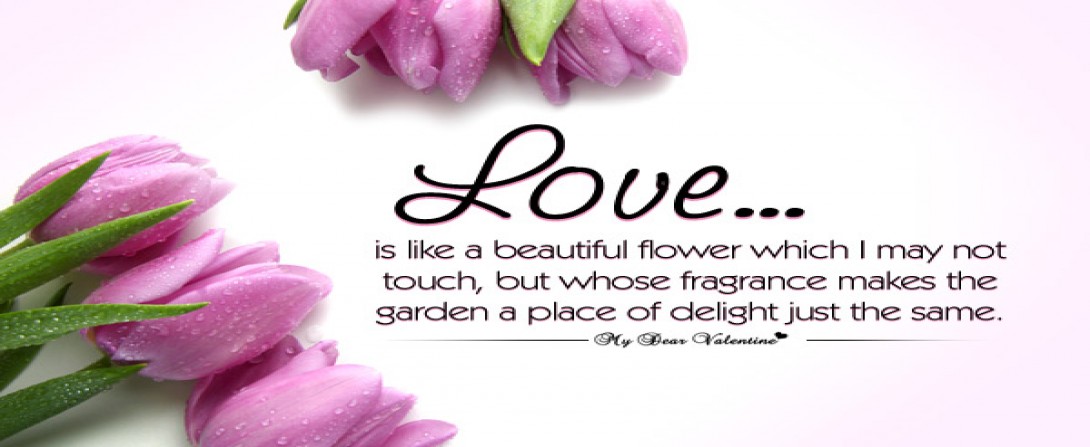 Love...
is like a beautiful flower which I may not
touch, but whose fragrance makes the
garden a place of delight just the same.
My Dear Valentine